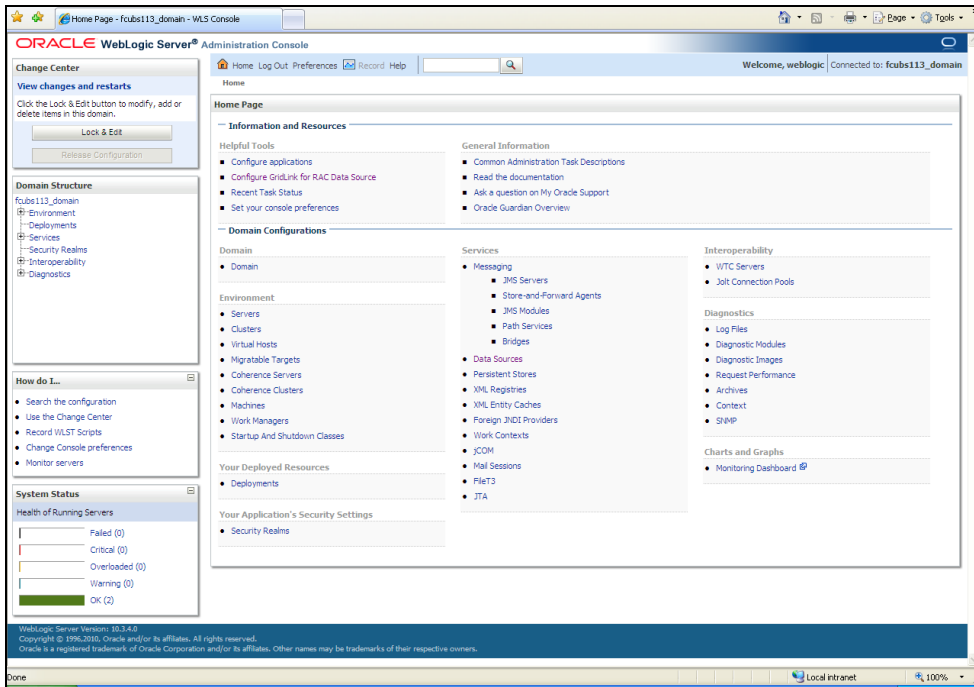 Home Page - fcubs113_domain - WLS Console
Page
Tools
ORACLE WebLogic Server® Administration Console
Change Center
View changes and restarts
Click the Lock & Edit button to modify, add or
delete items in this domain.
Lock & Edit
Release Configuration
Domain Structure
fcubs113_domain
Environment
Deployments
Services
Security Realms
Interoperability
Diagnostics
How do I...
Search the configuration
Use the Change Center
Record WLST Scripts
Change Console preferences
Monitor servers
System Status
Health of Running Servers
Failed (0)
Critical (0)
Overloaded (0)
Warning (0)
OK (2)
Home Log Out Preferences Record Help
Welcome, weblogic Connected to: fcubs113_domain
Home
Home Page
Information and Resources
Helpful Tools
Configure applications
Configure GridLink for RAC Data Source
Recent Task Status
Set your console preferences
General Information
Common Administration Task Descriptions
Read the documentation
Ask a question on My Oracle Support
Oracle Guardian Overview
Domain Configurations
Domain
Domain
Environment
Servers
Clusters
Virtual Hosts
Migratable Targets
Coherence Servers
Coherence Clusters
Machines
Work Managers
Startup And Shutdown Classes
Your Deployed Resources
Deployments
Your Application's Security Settings
Security Realms
Services
Messaging
JMS Servers
Store-and-Forward Agents
JMS Modules
Path Services
Bridges
Data Sources
Persistent Stores
XML Registries
XML Entity Caches
Foreign JNDI Providers
Work Contexts
jCOM
Mail Sessions
FileT3
JTA
Interoperability
WTC Servers
Jolt Connection Pools
Diagnostics
Log Files
Diagnostic Modules
Diagnostic Images
Request Performance
Archives
Context
SNMP
Charts and Graphs
Monitoring Dashboard
WebLogic Server Version: 10.3.4.0
Copyright © 1996,2010, Oracle and/or its affiliates. All rights reserved.
Oracle is a registered trademark of Oracle Corporation and/or its affiliates. Other names may be trademarks of their respective owners.
Done
Local intranet
100%